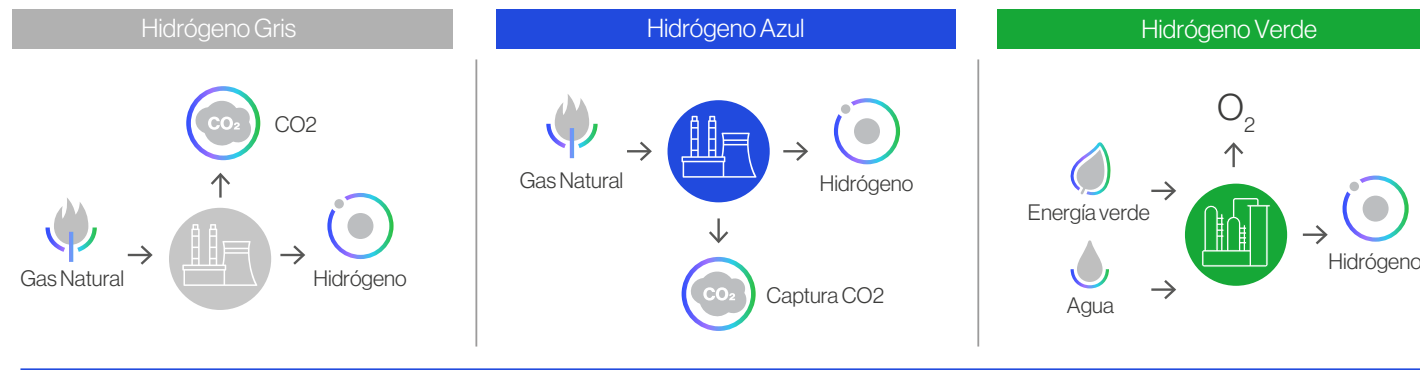 Hidrógeno Gris
CO₂
CO2
Gas Natural
Hidrógeno
Hidrógeno Azul
Gas Natural
Hidrógeno
CO₂
Captura CO2
Hidrógeno Verde
O₂
Energía verde
Agua
Hidrógeno